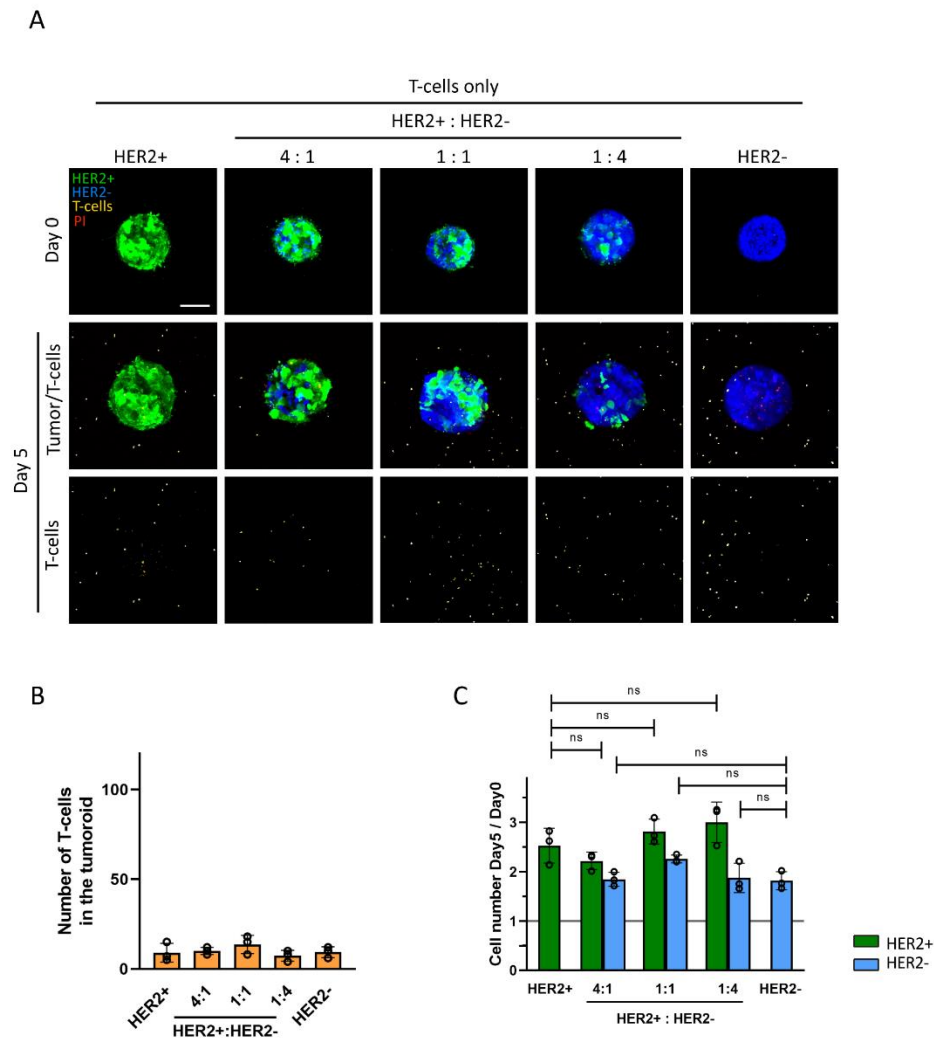 A
T-cells only
HER2+ : HER2-
HER2+ 4 : 1 1 : 1 1 : 4 HER2-
HER2+
HER2-
T-cells
PI
Day 0
Day 5
Tumor/T-cells
T-cells
B
Number of T-cells
in the tumoroid
100
50
0
HER2+ 4:1 1:1 1:4 HER2-
HER2+:HER2-
C
ns
ns
ns
ns
ns
ns
Cell number Day5 / Day0
3
2
1
0
HER2+ 4:1 1:1 1:4 HER2-
HER2+ : HER2-
HER2+
HER2-